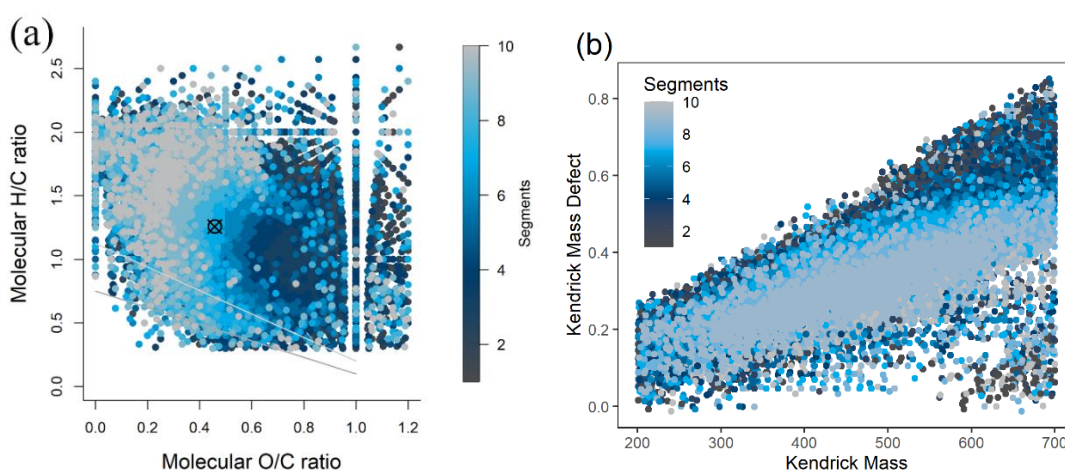 (a)
Molecular H/C ratio
2.5
2.0
1.5
1.0
0.5
0.0
0.0 0.2 0.4 0.6 0.8 1.0 1.2
Molecular O/C ratio
10
8
6
4
2
Segments
(b)
Kendrick Mass Defect
0.8
0.6
0.4
0.2
0.0
Segments
10
8
6
4
2
200 300 400 500 600 700
Kendrick Mass